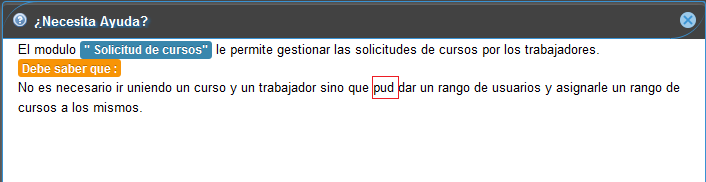 ¿Necesita Ayuda?
El modulo " Solicitud de cursos" le permite gestionar las solicitudes de cursos por los trabajadores.
Debe saber que :
No es necesario ir uniendo un curso y un trabajador sino que pud dar un rango de usuarios y asignarle un rango de
cursos a los mismos.